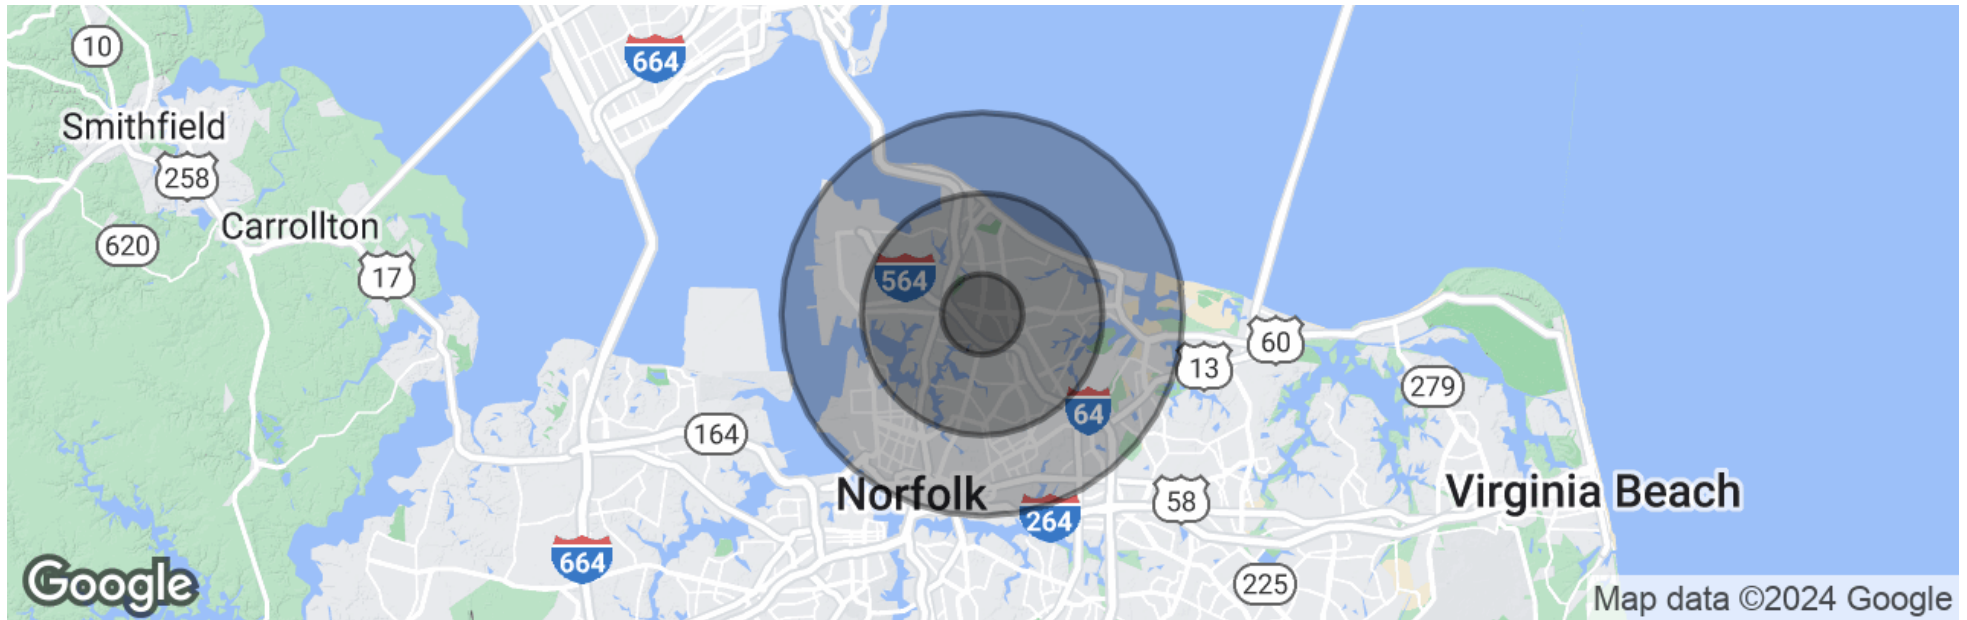 10
664
Smithfield
258
Carrollton
620
17
564
60
13
279
64
164
Norfolk
58
Virginia Beach
264
664
225
Google
Map data ©2024 Google